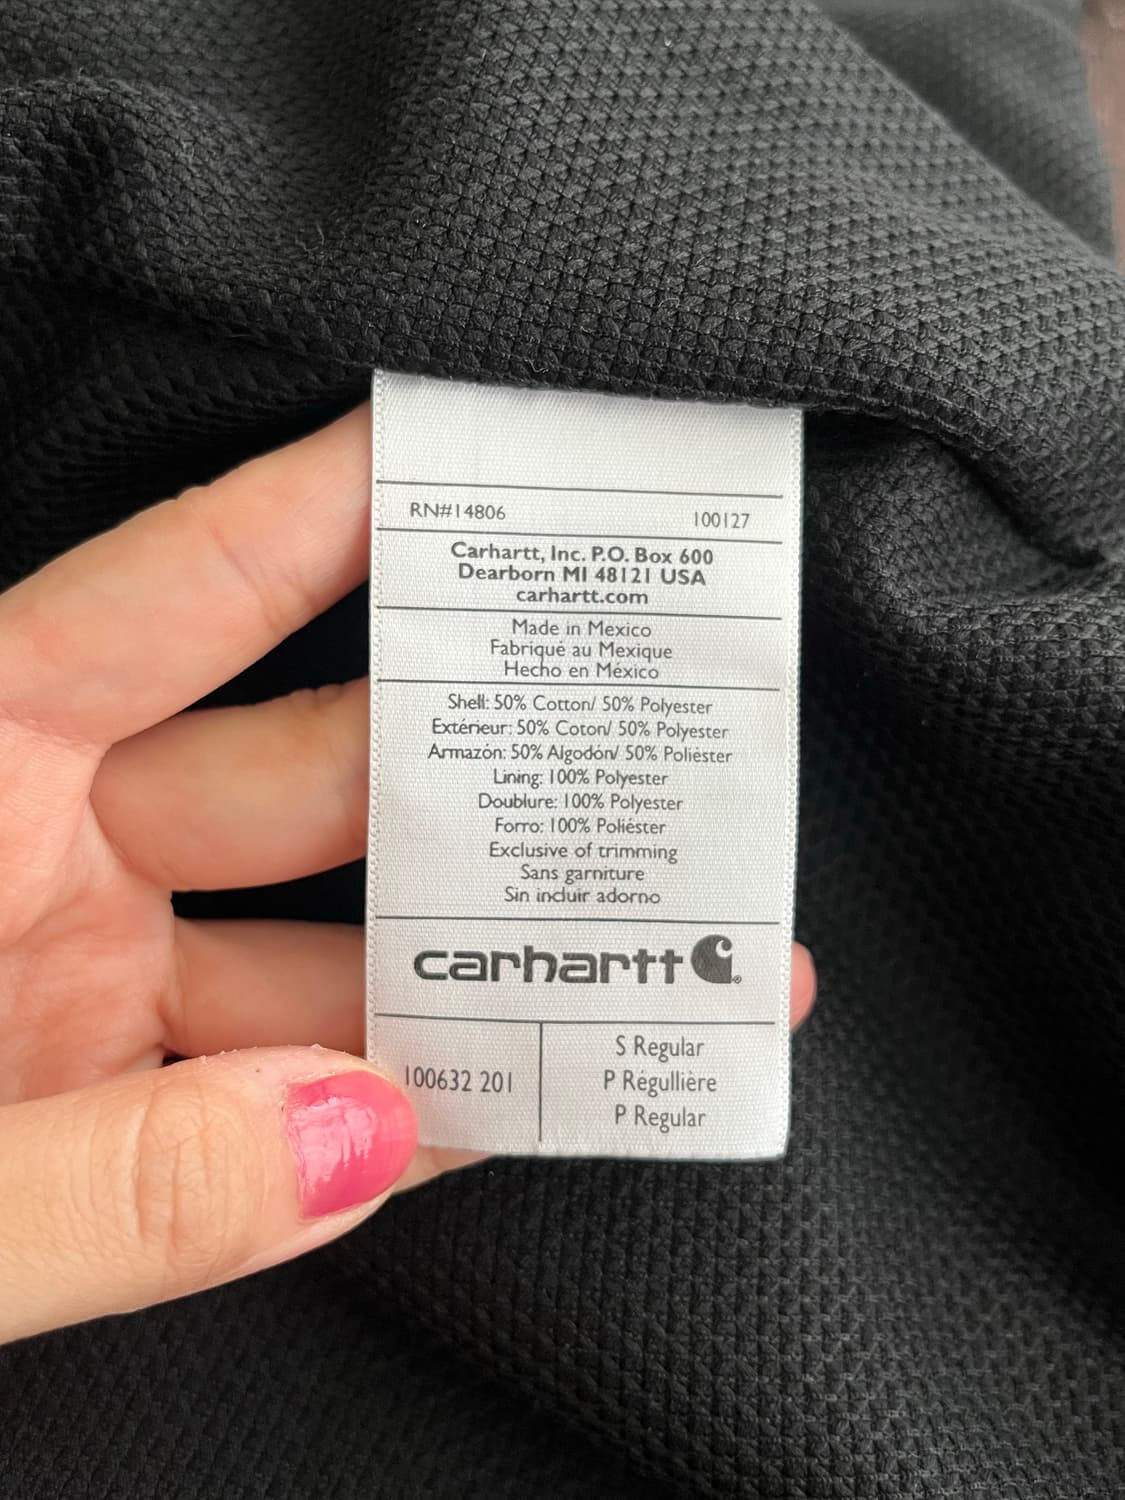 RN#14806 100127
Carhartt, Inc. P.O. Box 600
Dearborn MI 48121 USA
carhartt.com
Made in Mexico
Fabriqué au Mexique
Hecho en México
Shell: 50% Cotton/ 50% Polyester
Extérieur: 50% Coton/ 50% Polyester
Armazón: 50% Algodón/ 50% Poliéster
Lining: 100% Polyester
Doublure: 100% Polyester
Forro: 100% Poliéster
Exclusive of trimming
Sans garniture
Sin incluir adorno
carhartt ®
100632 201
S Regular
P Régullière
P Regular